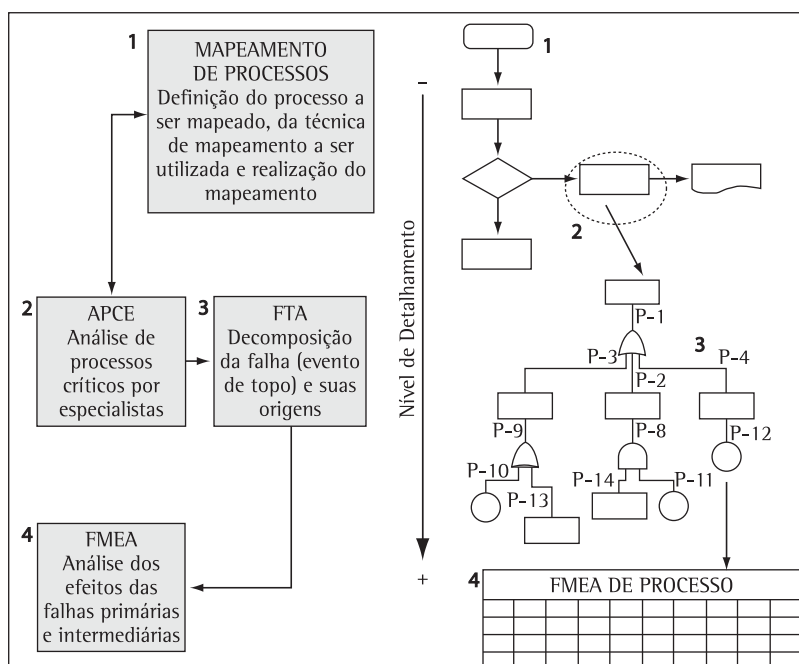 1
MAPEAMENTO
DE PROCESSOS
Definição do processo a
ser mapeado, da técnica
de mapeamento a ser
utilizada e realização do
mapeamento
2
APCE
Análise de
processos
críticos por
especialistas
3
FTA
Decomposição
da falha (evento
de topo) e suas
origens
4
FMEA
Análise dos
efeitos das
falhas primárias
e intermediárias
–
Nível de Detalhamento
+
1
2
P-1
3
P-3
P-4
P-2
P-9
P-8
P-12
P-10
P-13
P-14
P-11
4
FMEA DE PROCESSO